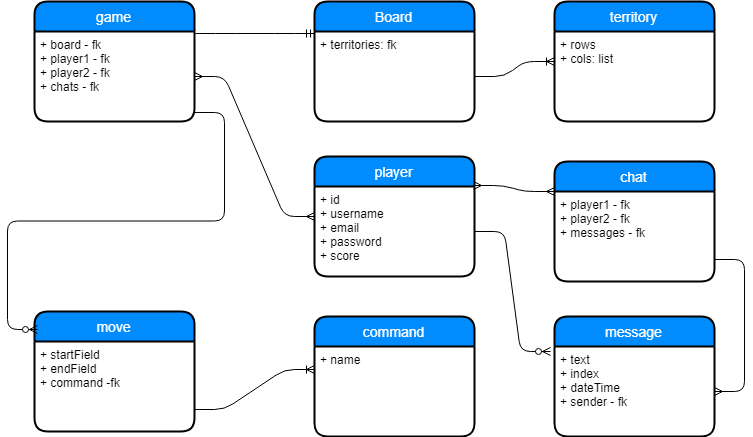 game
+ board - fk
+ player1 - fk
+ player2 - fk
+ chats - fk
Board
+ territories: fk
territory
+ rows
+ cols: list
player
+ id
+ username
+ email
+ password
+ score
chat
+ player1 - fk
+ player2 - fk
+ messages - fk
move
+ startField
+ endField
+ command -fk
command
+ name
message
+ text
+ index
+ dateTime
+ sender - fk